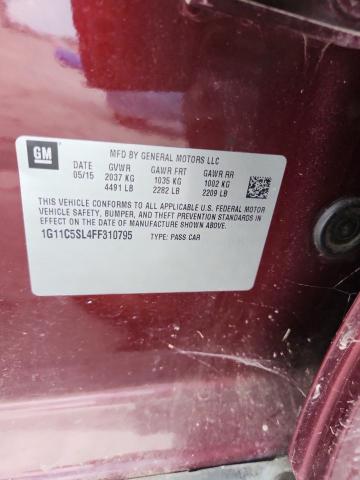 GM
MFD BY GENERAL MOTORS LLC
DATE GVWR GAWR FRT GAWR RR
05/15 2037 KG 1035 KG 1002 KG
4491 LB 2282 LB 2209 LB
THIS VEHICLE CONFORMS TO ALL APPLICABLE U.S. FEDERAL MOTOR
VEHICLE SAFETY, BUMPER, AND THEFT PREVENTION STANDARDS
IN EFFECT ON THE DATE OF MANUFACTURE SHOWN ABOVE.
1G11C5SL4FF310795 TYPE: PASS CAR